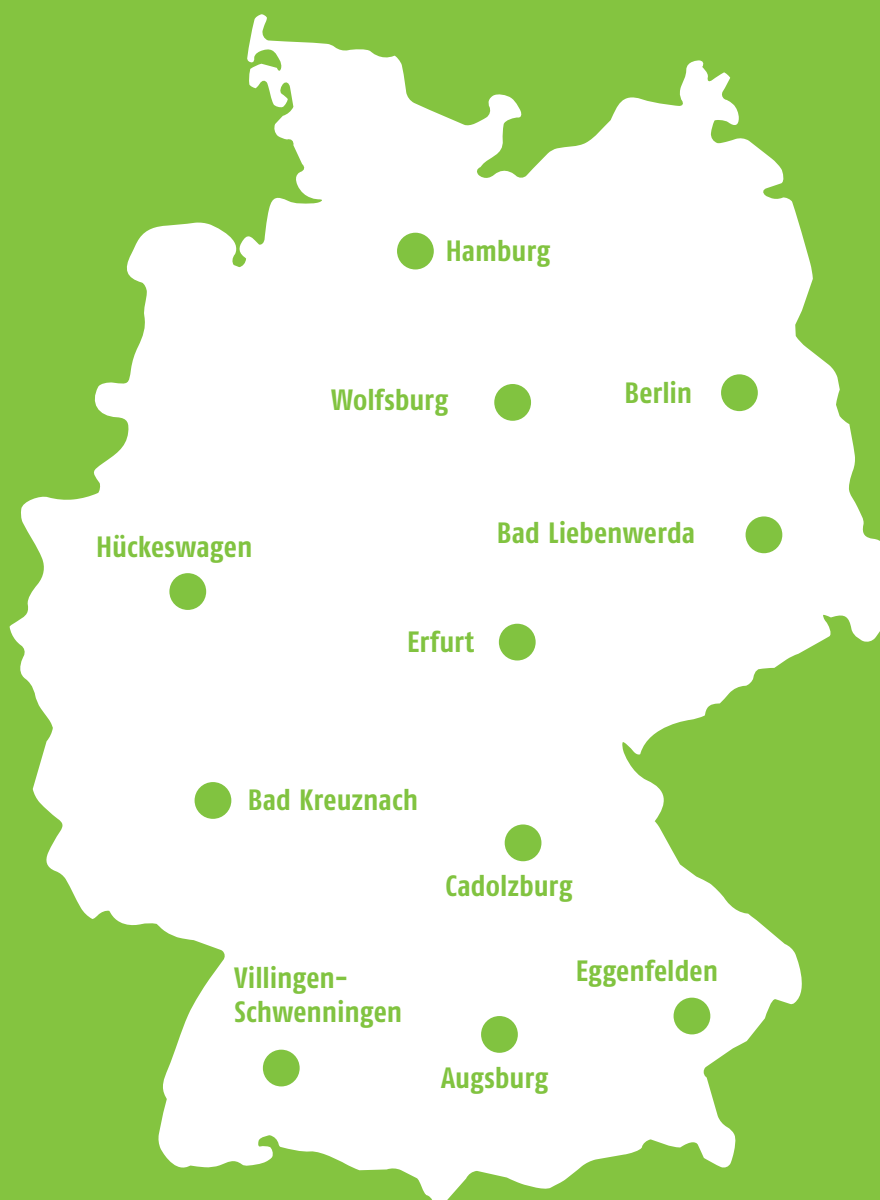 Hamburg
Wolfsburg
Berlin
Bad Liebenwerda
Hückeswagen
Erfurt
Bad Kreuznach
Cadolzburg
Villingen-
Schwenningen
Eggenfelden
Augsburg